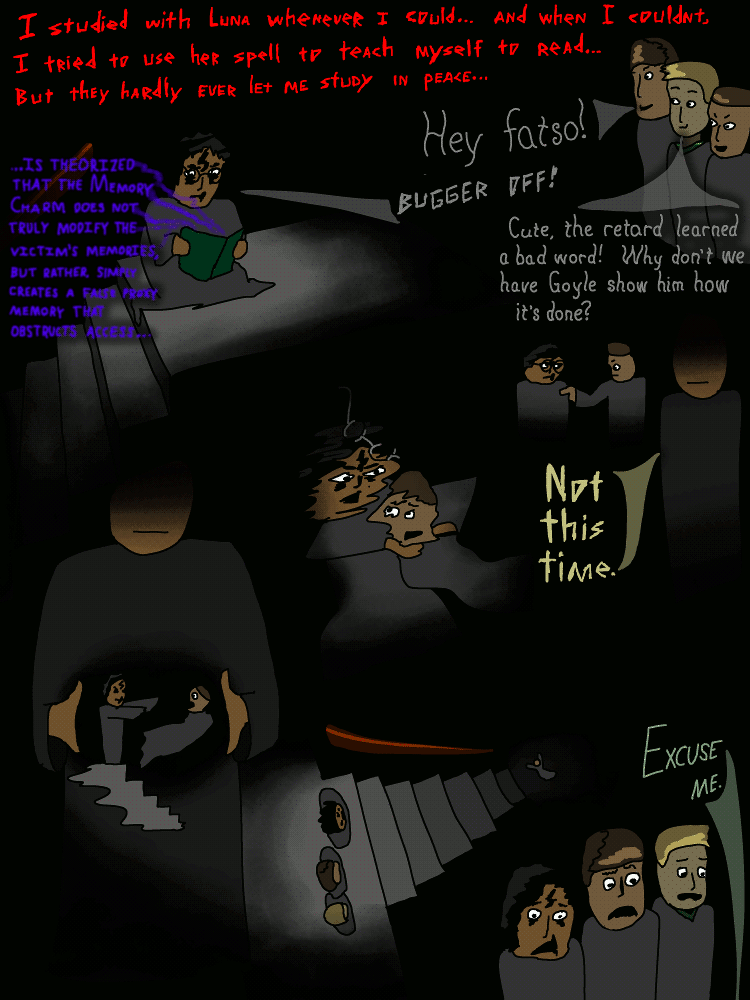 I studied with Luna whenever I could... and when I couldn't,
I tried to use her spell to teach myself to read...
But they hardly ever let me study in peace...
Hey fatso!
...is theorized
that the Memory
Charm does not
truly modify the
victim's memories,
but rather, simply
creates a false proxy
memory that
obstructs access...
Bugger off!
Cute, the retard learned
a bad word! Why don't we
have Goyle show him how
it's done?
Not
this
time.
Excuse
me.